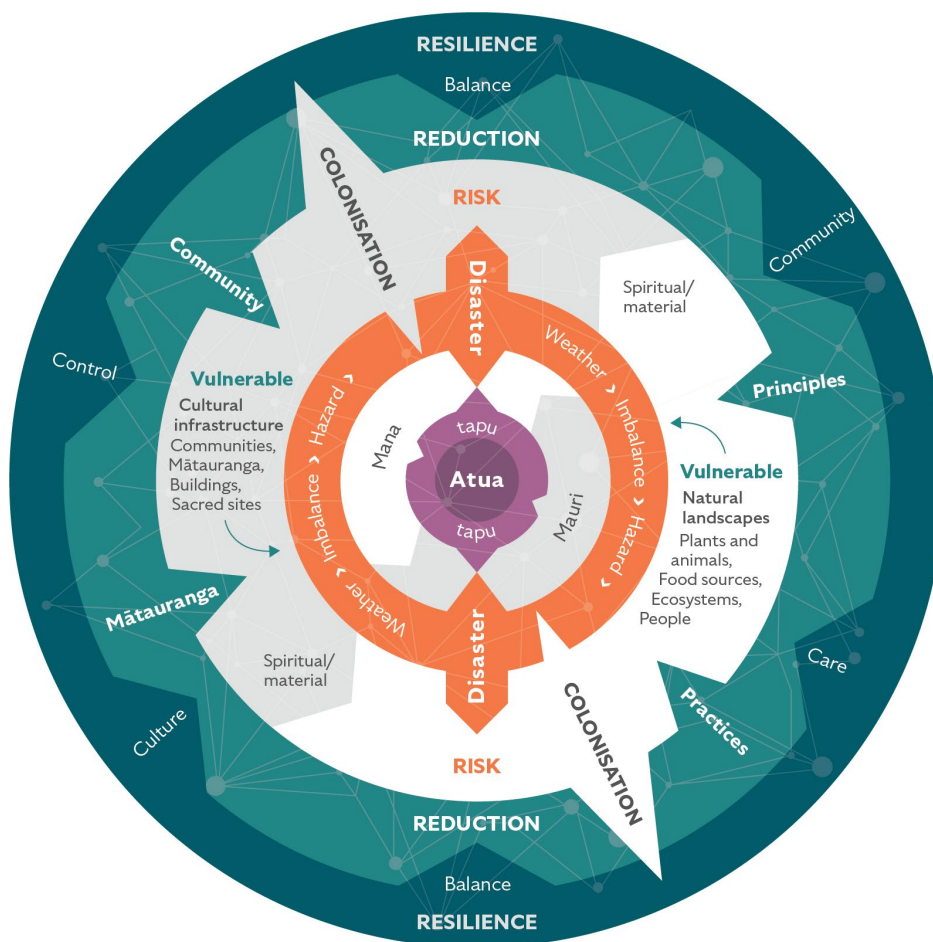 RESILIENCE
Balance
REDUCTION
COLONISATION
RISK
Community
Community
Disaster
Spiritual/
material
Weather › Imbalance › Hazard ›
Control
Vulnerable
Cultural
infrastructure
Communities,
Mātauranga,
Buildings,
Sacred sites
Weather › Imbalance › Hazard ›
Mana
tapu
Atua
tapu
Mauri
Principles
Vulnerable
Natural
landscapes
Plants and
animals,
Food sources,
Ecosystems,
People
Mātauranga
Spiritual/
material
Culture
Disaster
COLONISATION
Practices
Care
RISK
REDUCTION
Balance
RESILIENCE